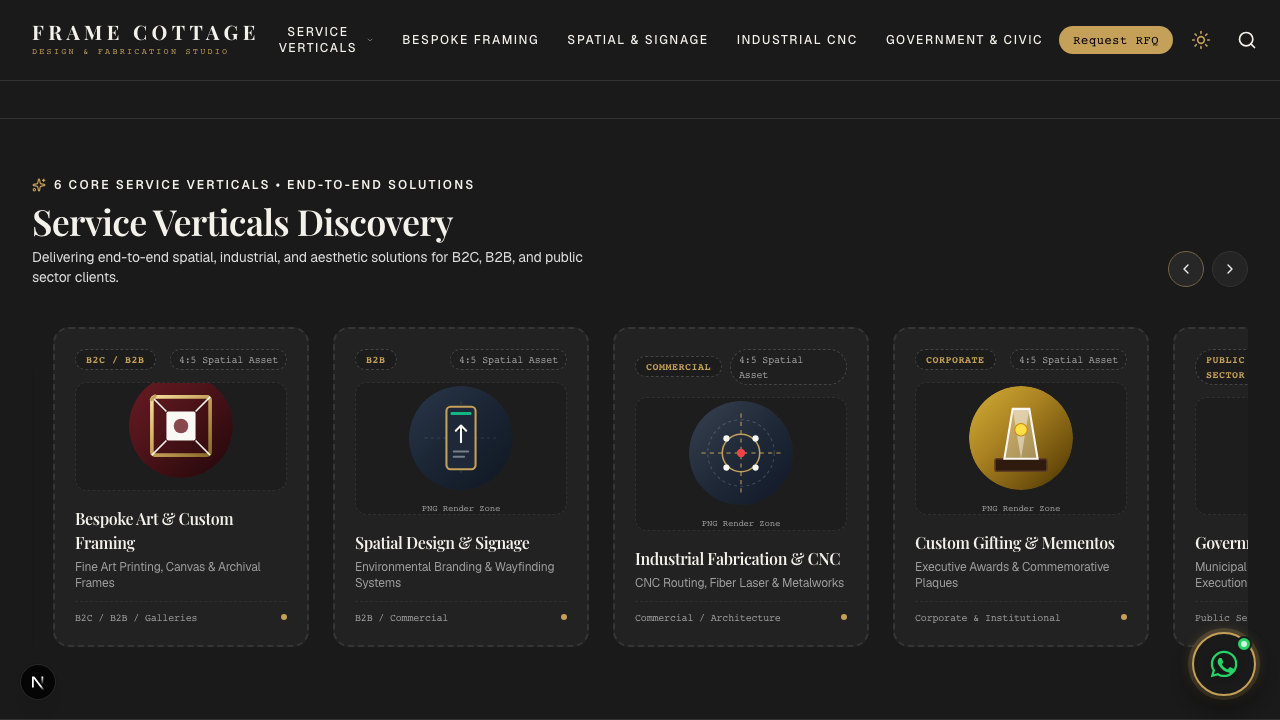 FRAME COTTAGE
DESIGN & FABRICATION STUDIO
SERVICE
VERTICALS
BESPOKE FRAMING
SPATIAL & SIGNAGE
INDUSTRIAL CNC
GOVERNMENT & CIVIC
Request RFQ
6 CORE SERVICE VERTICALS • END-TO-END SOLUTIONS
Service Verticals Discovery
Delivering end-to-end spatial, industrial, and aesthetic solutions for B2C, B2B, and public
sector clients.
B2C / B2B
4:5 Spatial Asset
Bespoke Art & Custom
Framing
Fine Art Printing, Canvas & Archival
Frames
B2C / B2B / Galleries
B2B
4:5 Spatial Asset
PNG Render Zone
Spatial Design & Signage
Environmental Branding & Wayfinding
Systems
B2B / Commercial
COMMERCIAL
4:5 Spatial
Asset
PNG Render Zone
Industrial Fabrication & CNC
CNC Routing, Fiber Laser & Metalworks
Commercial / Architecture
CORPORATE
4:5 Spatial Asset
PNG Render Zone
Custom Gifting & Mementos
Executive Awards & Commemorative
Plaques
Corporate & Institutional
PUBLIC
SECTOR
Municipal
Execution
N